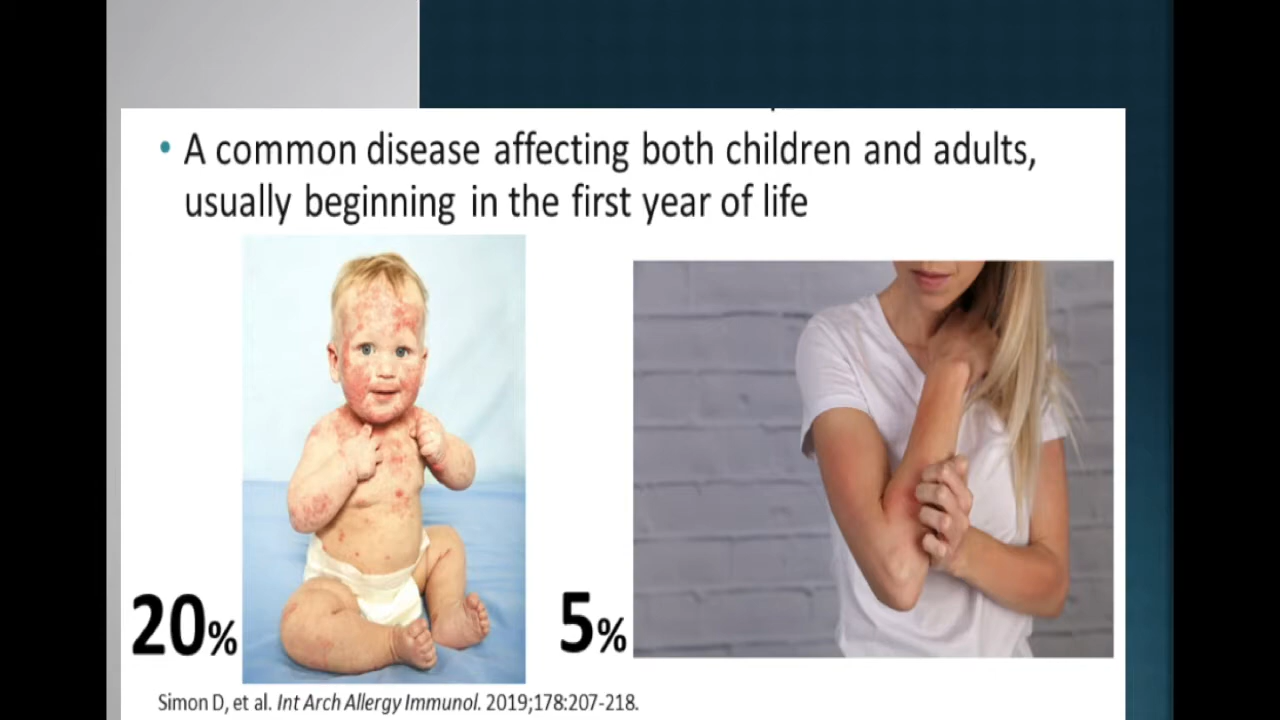 • A common disease affecting both children and adults,
usually beginning in the first year of life
20%
5%
Simon D, et al. Int Arch Allergy Immunol. 2019;178:207-218.